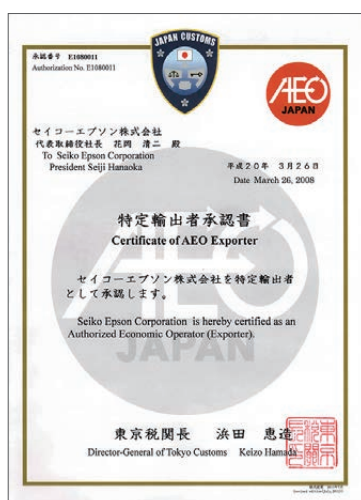 JAPAN CUSTOMS
承認番号 E1080011
Authorization No. E1080011
AEO
JAPAN
セイコーエプソン株式会社
代表取締役社長 花岡 清二 殿
To Seiko Epson Corporation
President Seiji Hanaoka
平成20年 3月26日
Date March 26, 2008
特定輸出者承認書
Certificate of AEO Exporter
AEO
JAPAN
セイコーエプソン株式会社を特定輸出者
として承認します。
Seiko Epson Corporation is hereby certified as an
Authorized Economic Operator (Exporter).
東京税関長 浜田 恵造
Director-General of Tokyo Customs Keizo Hamada